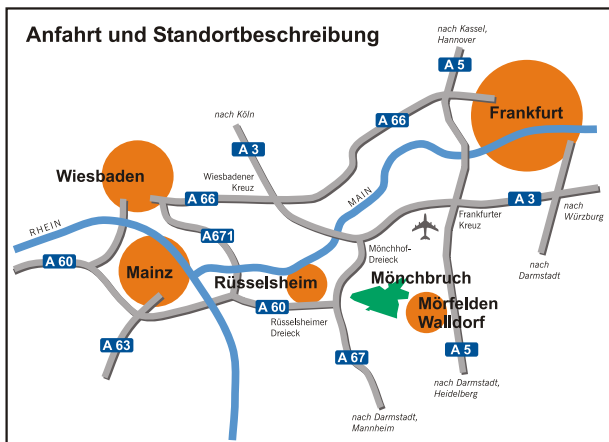 Anfahrt und Standortbeschreibung
nach Kassel,
Hannover
A 5
Frankfurt
nach Köln
A 66
A 3
Wiesbaden
Wiesbadener
Kreuz
MAIN
A 66
A 3
RHEIN
Frankfurter
Kreuz
nach
Würzburg
A671
Mönchhof-
Dreieck
A 60
Mainz
Rüsselsheim
Mönchbruch
nach
Darmstadt
A 60
Mörfelden
Walldorf
Rüsselsheimer
Dreieck
A 63
A 67
A 5
nach Darmstadt,
Heidelberg
nach Darmstadt,
Mannheim